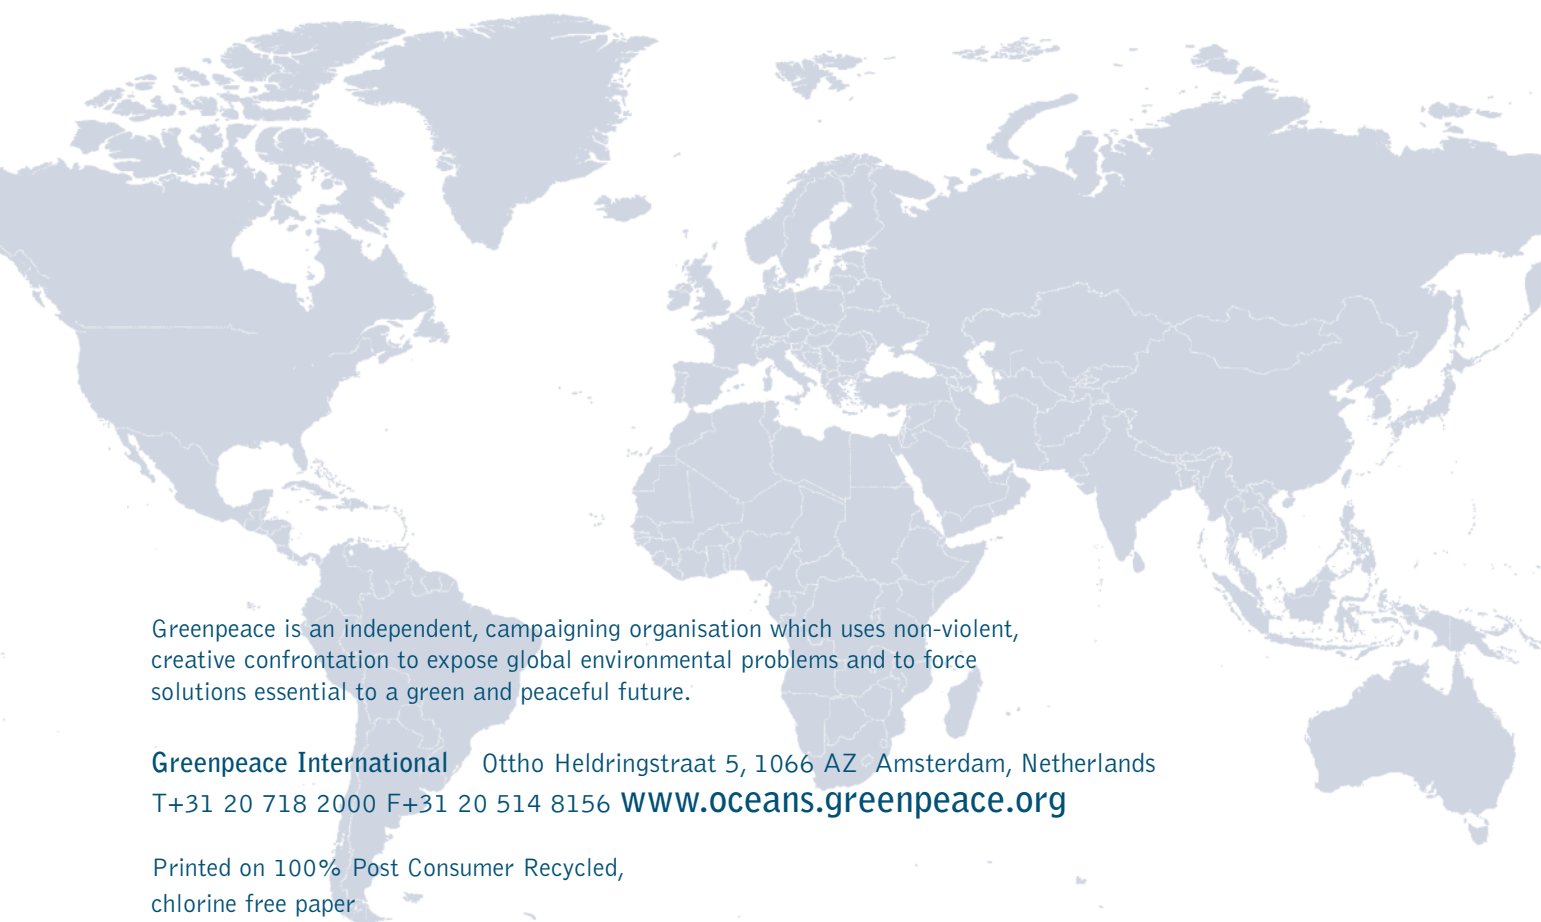 Greenpeace is an independent, campaigning organisation which uses non-violent,
creative confrontation to expose global environmental problems and to force
solutions essential to a green and peaceful future.
Greenpeace International Ottho Heldringstraat 5, 1066 AZ Amsterdam, Netherlands
T+31 20 718 2000 F+31 20 514 8156 www.oceans.greenpeace.org
Printed on 100% Post Consumer Recycled,
chlorine free paper